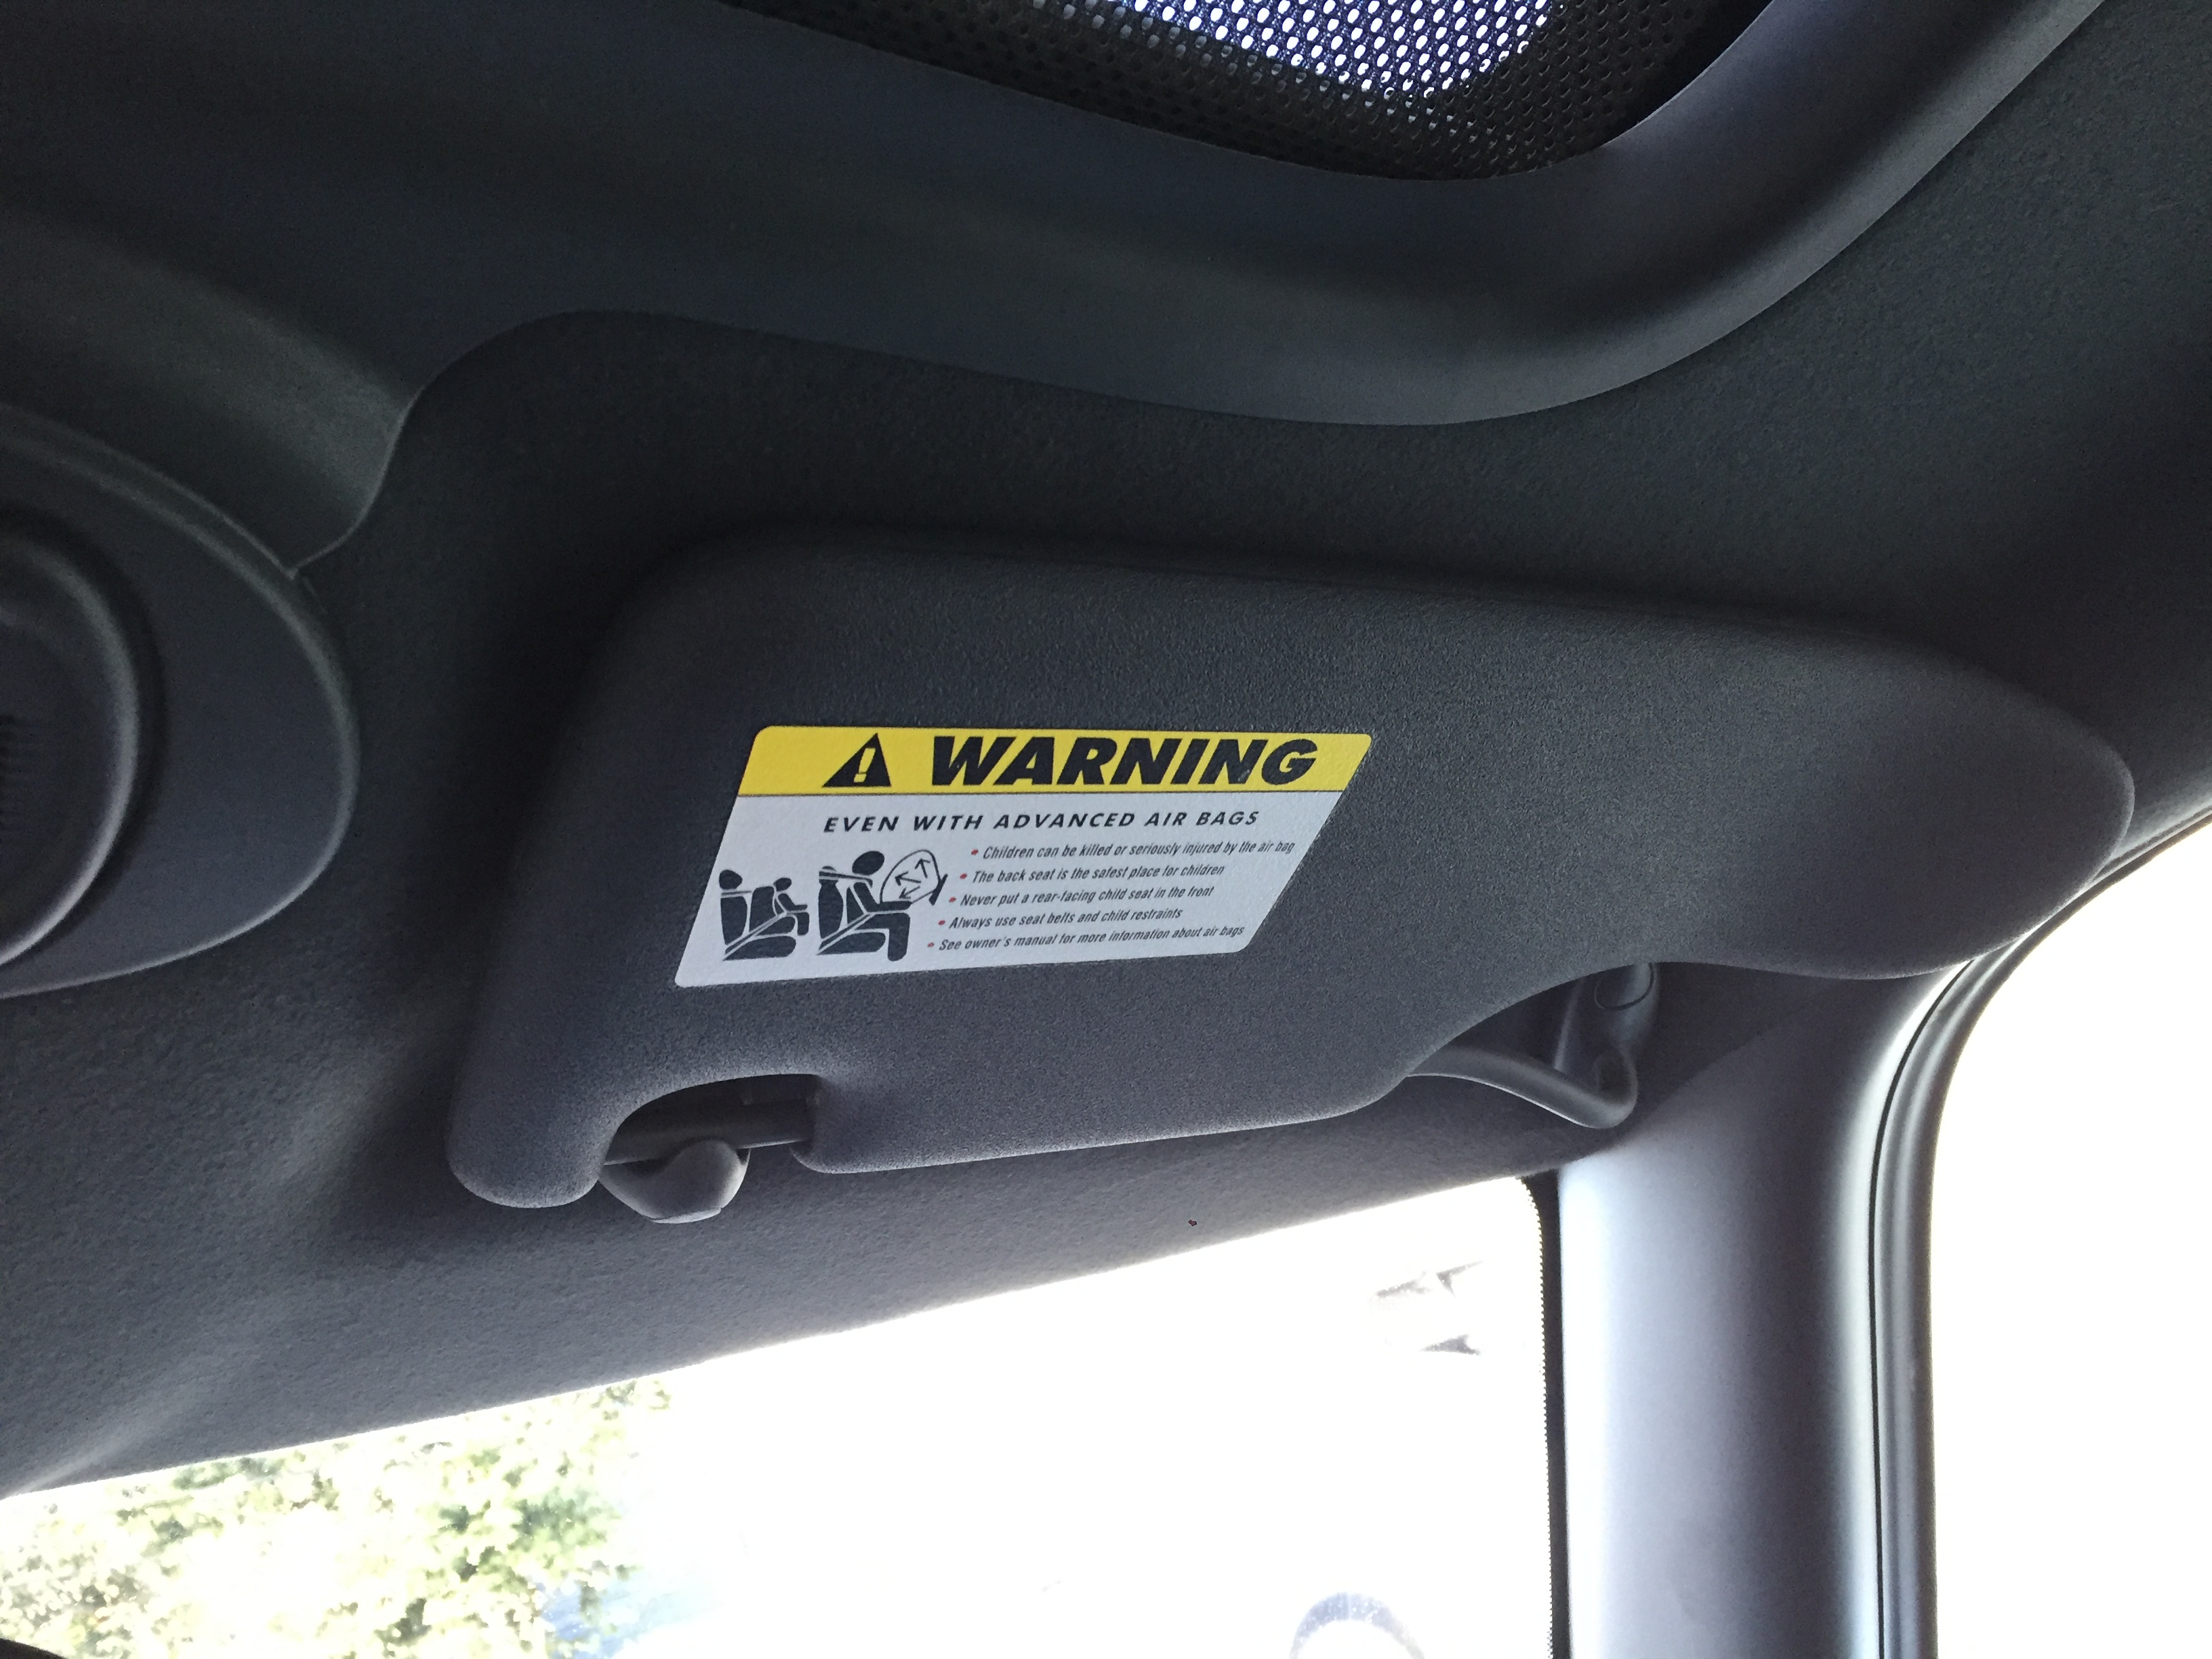 WARNING
EVEN WITH ADVANCED AIR BAGS
• Children can be killed or seriously injured by the air bag
• The back seat is the safest place for children
• Never put a rear-facing child seat in the front
• Always use seat belts and child restraints
• See owner's manual for more information about air bags